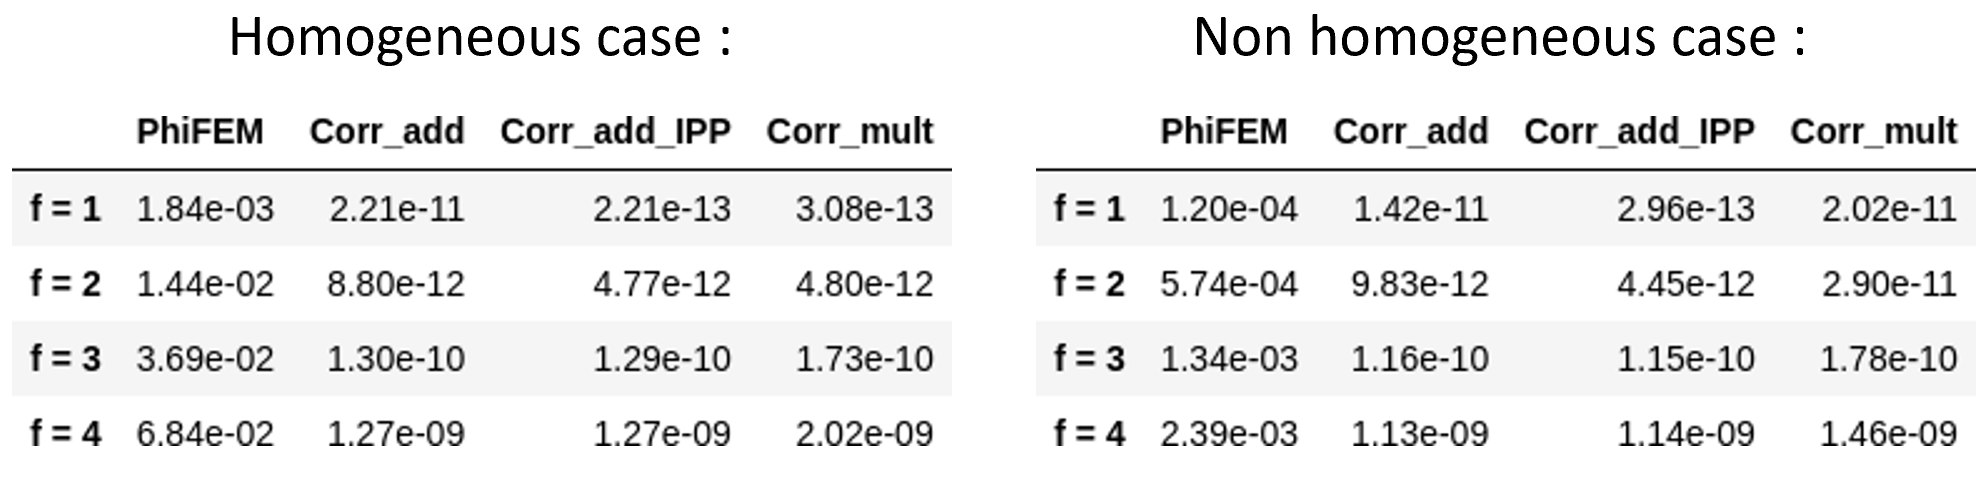 Homogeneous case :
PhiFEM Corr_add Corr_add_IPP Corr_mult
f = 1 1.84e-03 2.21e-11 2.21e-13 3.08e-13
f = 2 1.44e-02 8.80e-12 4.77e-12 4.80e-12
f = 3 3.69e-02 1.30e-10 1.29e-10 1.73e-10
f = 4 6.84e-02 1.27e-09 1.27e-09 2.02e-09
Non homogeneous case :
PhiFEM Corr_add Corr_add_IPP Corr_mult
f = 1 1.20e-04 1.42e-11 2.96e-13 2.02e-11
f = 2 5.74e-04 9.83e-12 4.45e-12 2.90e-11
f = 3 1.34e-03 1.16e-10 1.15e-10 1.78e-10
f = 4 2.39e-03 1.13e-09 1.14e-09 1.46e-09